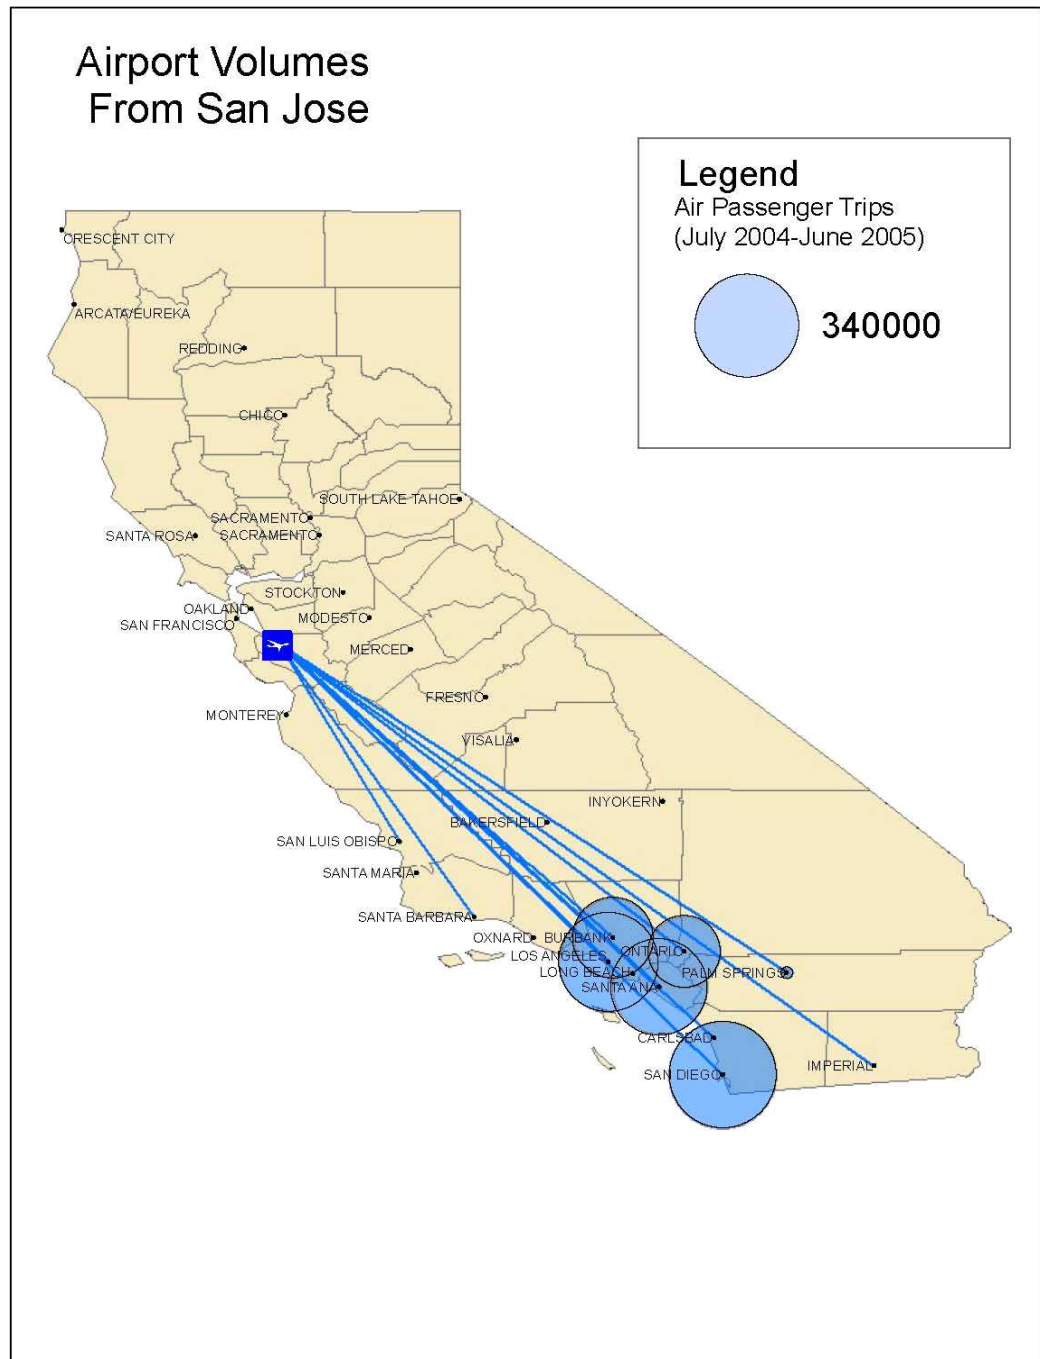 Airport Volumes
From San Jose
Legend
Air Passenger Trips
(July 2004-June 2005)
340000
CRESCENT CITY
ARCATA/EUREKA
REDDING
CHICO
SOUTH LAKE TAHOE
SACRAMENTO
SANTA ROSA
SACRAMENTO
STOCKTON
OAKLAND
SAN FRANCISCO
MODESTO
MERCED
FRESNO
MONTEREY
VISALIA
INYOKERN
BAKERSFIELD
SAN LUIS OBISPO
SANTA MARIA
SANTA BARBARA
OXNARD
BURBANK
ONTARIO
LOS ANGELES
LONG BEACH
PALM SPRINGS
SANTA ANA
CARLSBAD
IMPERIAL
SAN DIEGO